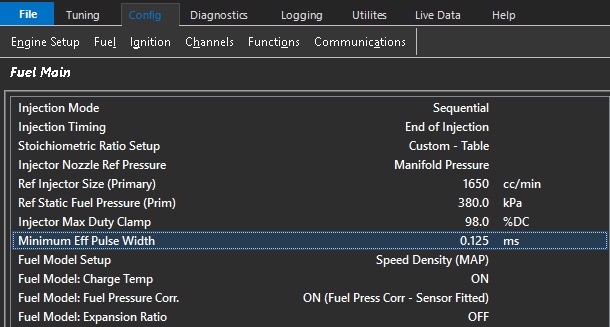 File Tuning Config Diagnostics Logging Utilites Live Data Help
Engine Setup Fuel Ignition Channels Functions Communications
Fuel Main
Injection Mode Sequential
Injection Timing End of Injection
Stoichiometric Ratio Setup Custom - Table
Injector Nozzle Ref Pressure Manifold Pressure
Ref Injector Size (Primary) 1650 cc/min
Ref Static Fuel Pressure (Prim) 380.0 kPa
Injector Max Duty Clamp 98.0 %DC
Minimum Eff Pulse Width 0.125 ms
Fuel Model Setup Speed Density (MAP)
Fuel Model: Charge Temp ON
Fuel Model: Fuel Pressure Corr. ON (Fuel Press Corr - Sensor Fitted)
Fuel Model: Expansion Ratio OFF